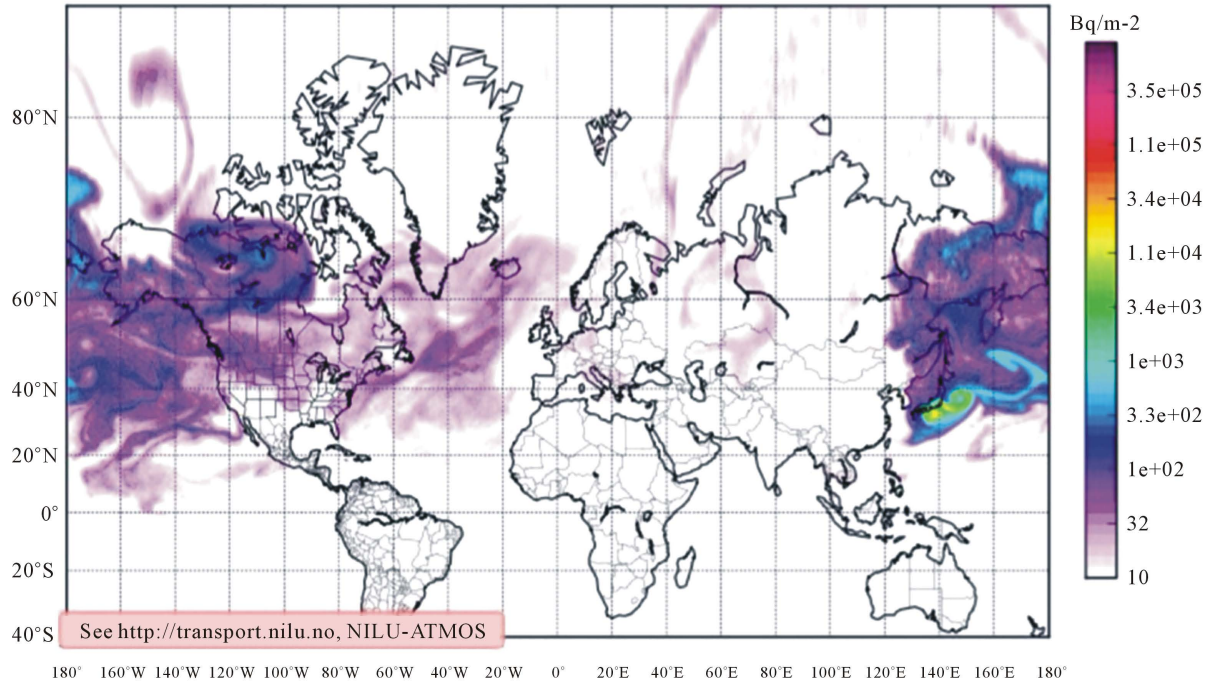 Bq/m-2
3.5e+05
1.1e+05
3.4e+04
1.1e+04
3.4e+03
1e+03
3.3e+02
1e+02
32
10
80°N
60°N
40°N
20°N
0°
20°S
40°S
See http://transport.nilu.no, NILU-ATMOS
180° 160°W 140°W 120°W 100°W 80°W 60°W 40°W 20°W 0° 20°E 40°E 60°E 80°E 100°E 120°E 140°E 160°E 180°